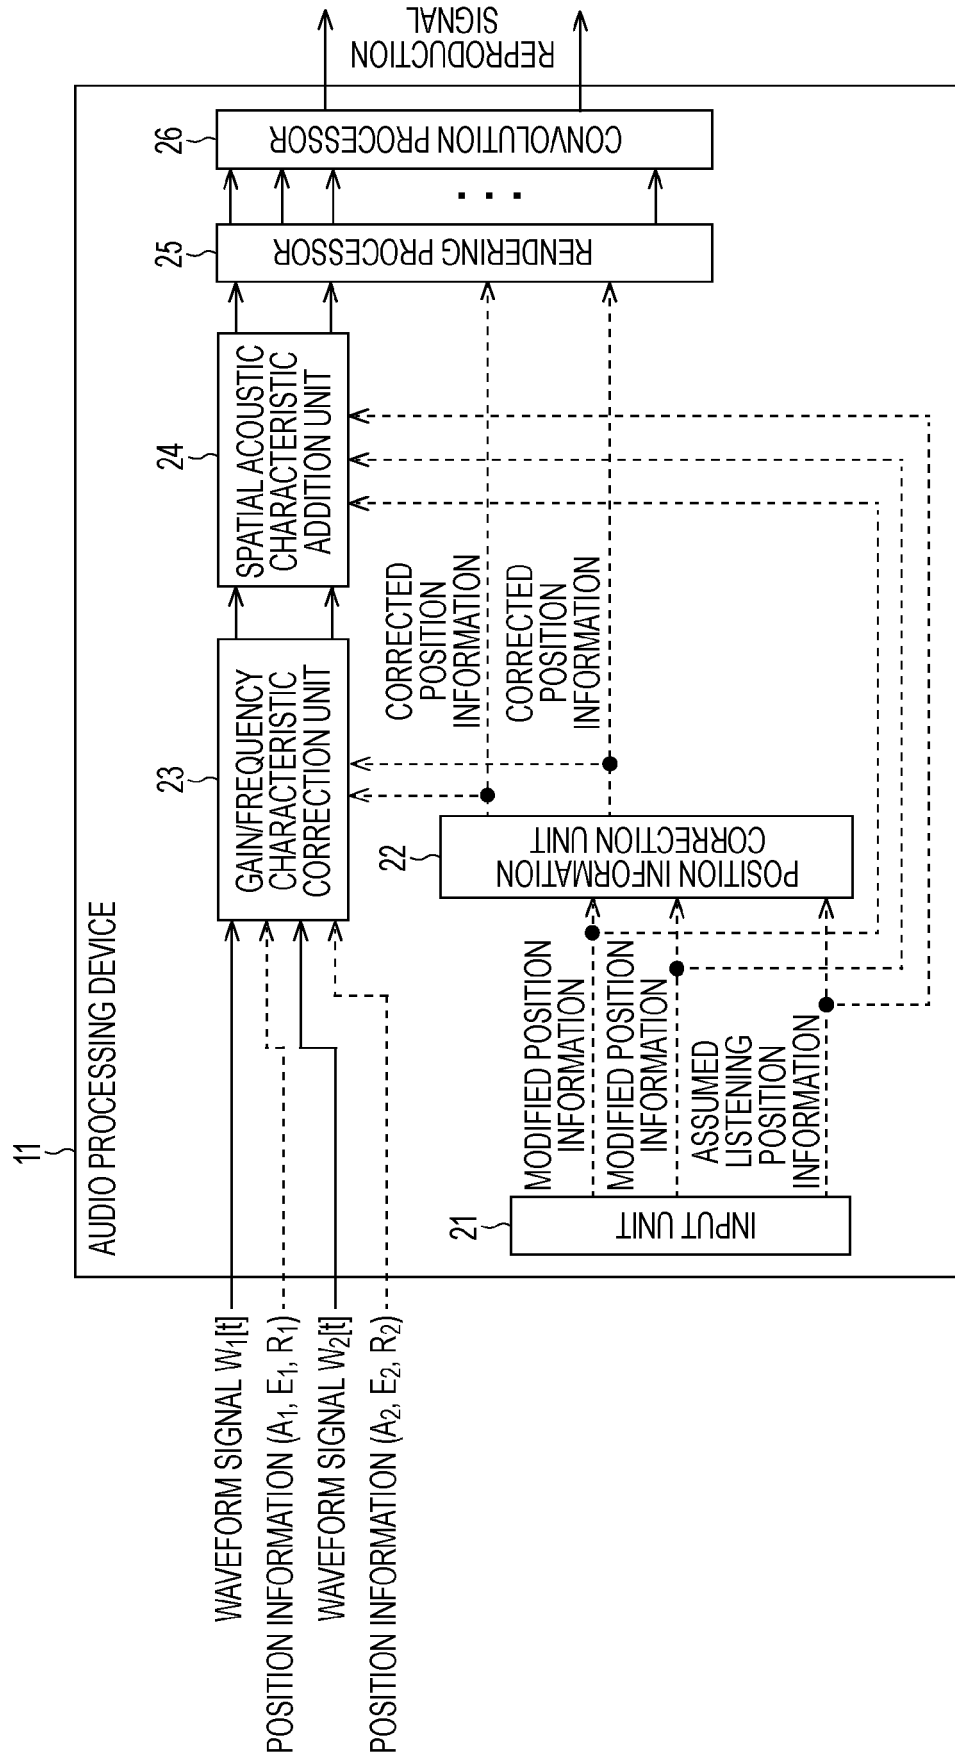 11
AUDIO PROCESSING DEVICE
WAVEFORM SIGNAL W1[t]
POSITION INFORMATION (A1, E1, R1)
WAVEFORM SIGNAL W2[t]
POSITION INFORMATION (A2, E2, R2)
23
GAIN/FREQUENCY
CHARACTERISTIC
CORRECTION UNIT
24
SPATIAL ACOUSTIC
CHARACTERISTIC
ADDITION UNIT
25
RENDERING PROCESSOR
...
26
CONVOLUTION PROCESSOR
REPRODUCTION
SIGNAL
21
INPUT UNIT
MODIFIED POSITION
INFORMATION
MODIFIED POSITION
INFORMATION
ASSUMED
LISTENING
POSITION
INFORMATION
22
POSITION INFORMATION
CORRECTION UNIT
CORRECTED
POSITION
INFORMATION
CORRECTED
POSITION
INFORMATION